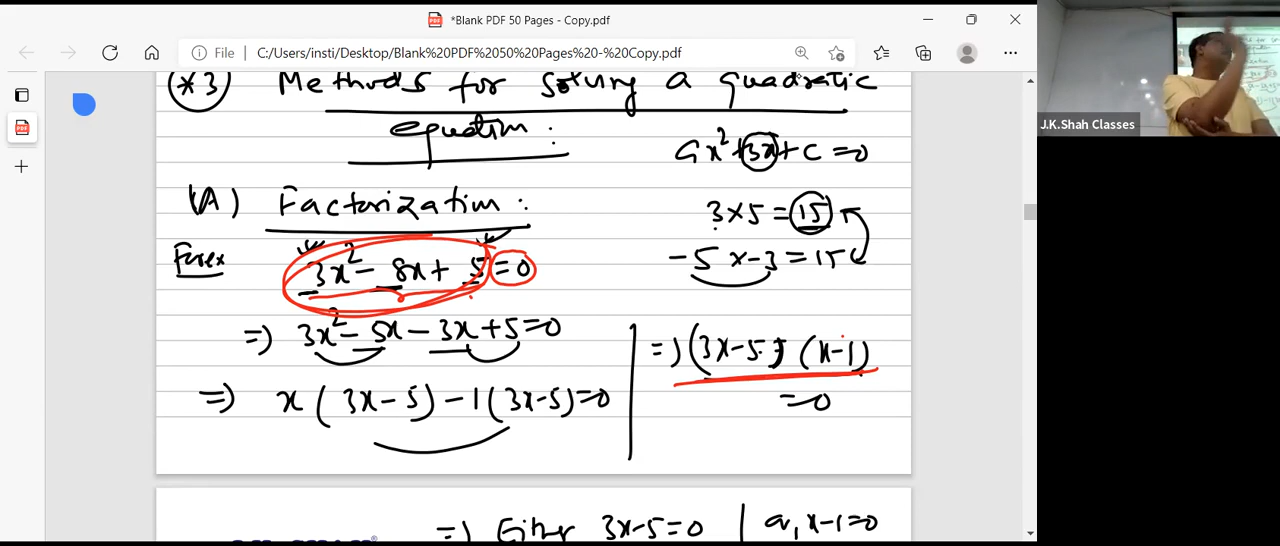 *Blank PDF 50 Pages - Copy.pdf
File C:/Users/insti/Desktop/Blank%20PDF%2050%20Pages%20-%20Copy.pdf
J.K.Shah Classes
(*3) Methods for solving a quadratic
equation :
ax² + bx + c = 0
(A) Factorization :
3 × 5 = 15
-5 × -3 = 15
Forex 3x² - 8x + 5 = 0
=) 3x² - 5x - 3x + 5 = 0
=) x (3x - 5) - 1 (3x - 5) = 0
=) (3x - 5) (x - 1)
= 0
=) Either 3x - 5 = 0 | or, x - 1 = 0